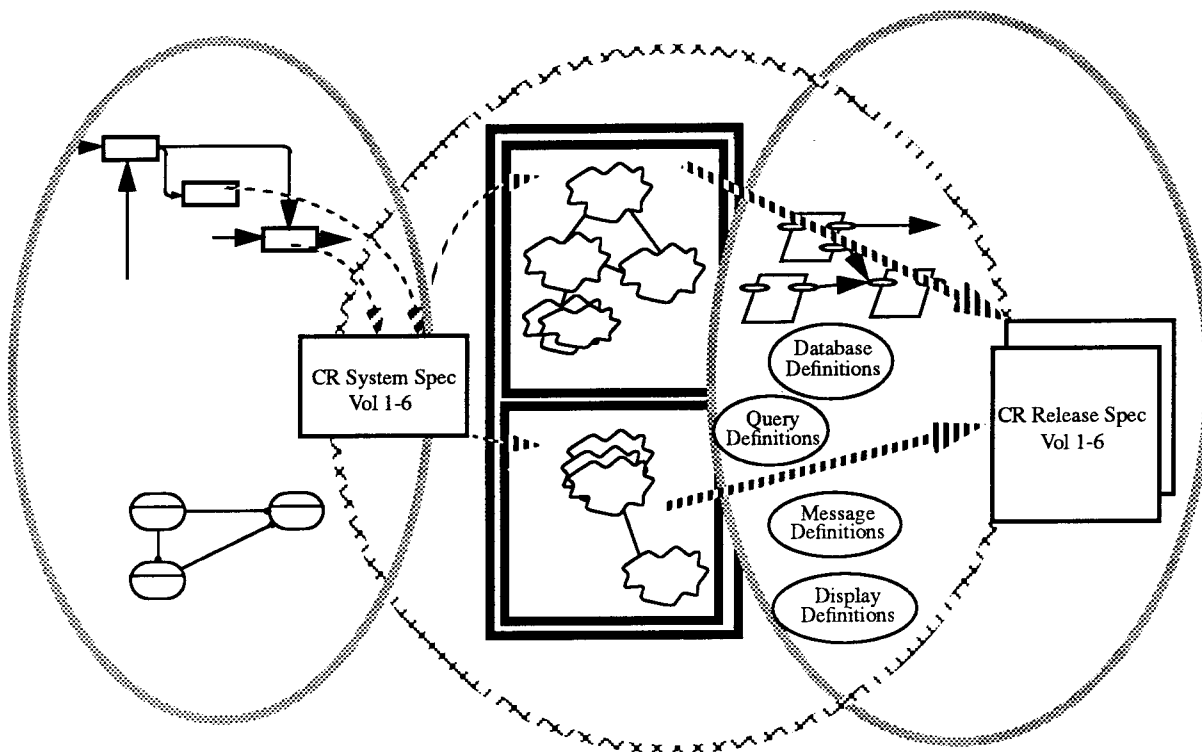 CR System Spec
Vol 1-6
Database
Definitions
Query
Definitions
CR Release Spec
Vol 1-6
Message
Definitions
Display
Definitions